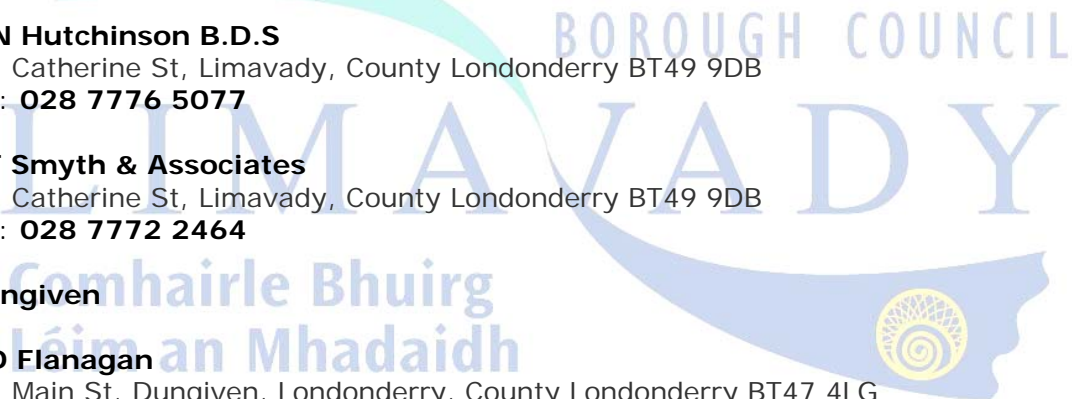 BOROUGH COUNCIL
N Hutchinson B.D.S
Catherine St, Limavady, County Londonderry BT49 9DB
: 028 7776 5077
LIMAVADY
Smyth & Associates
Catherine St, Limavady, County Londonderry BT49 9DB
: 028 7772 2464
Comhairle Bhuirg
ngiven
Léim an Mhadaidh
Flanagan
Main St, Dungiven, Londonderry, County Londonderry BT47 4LG